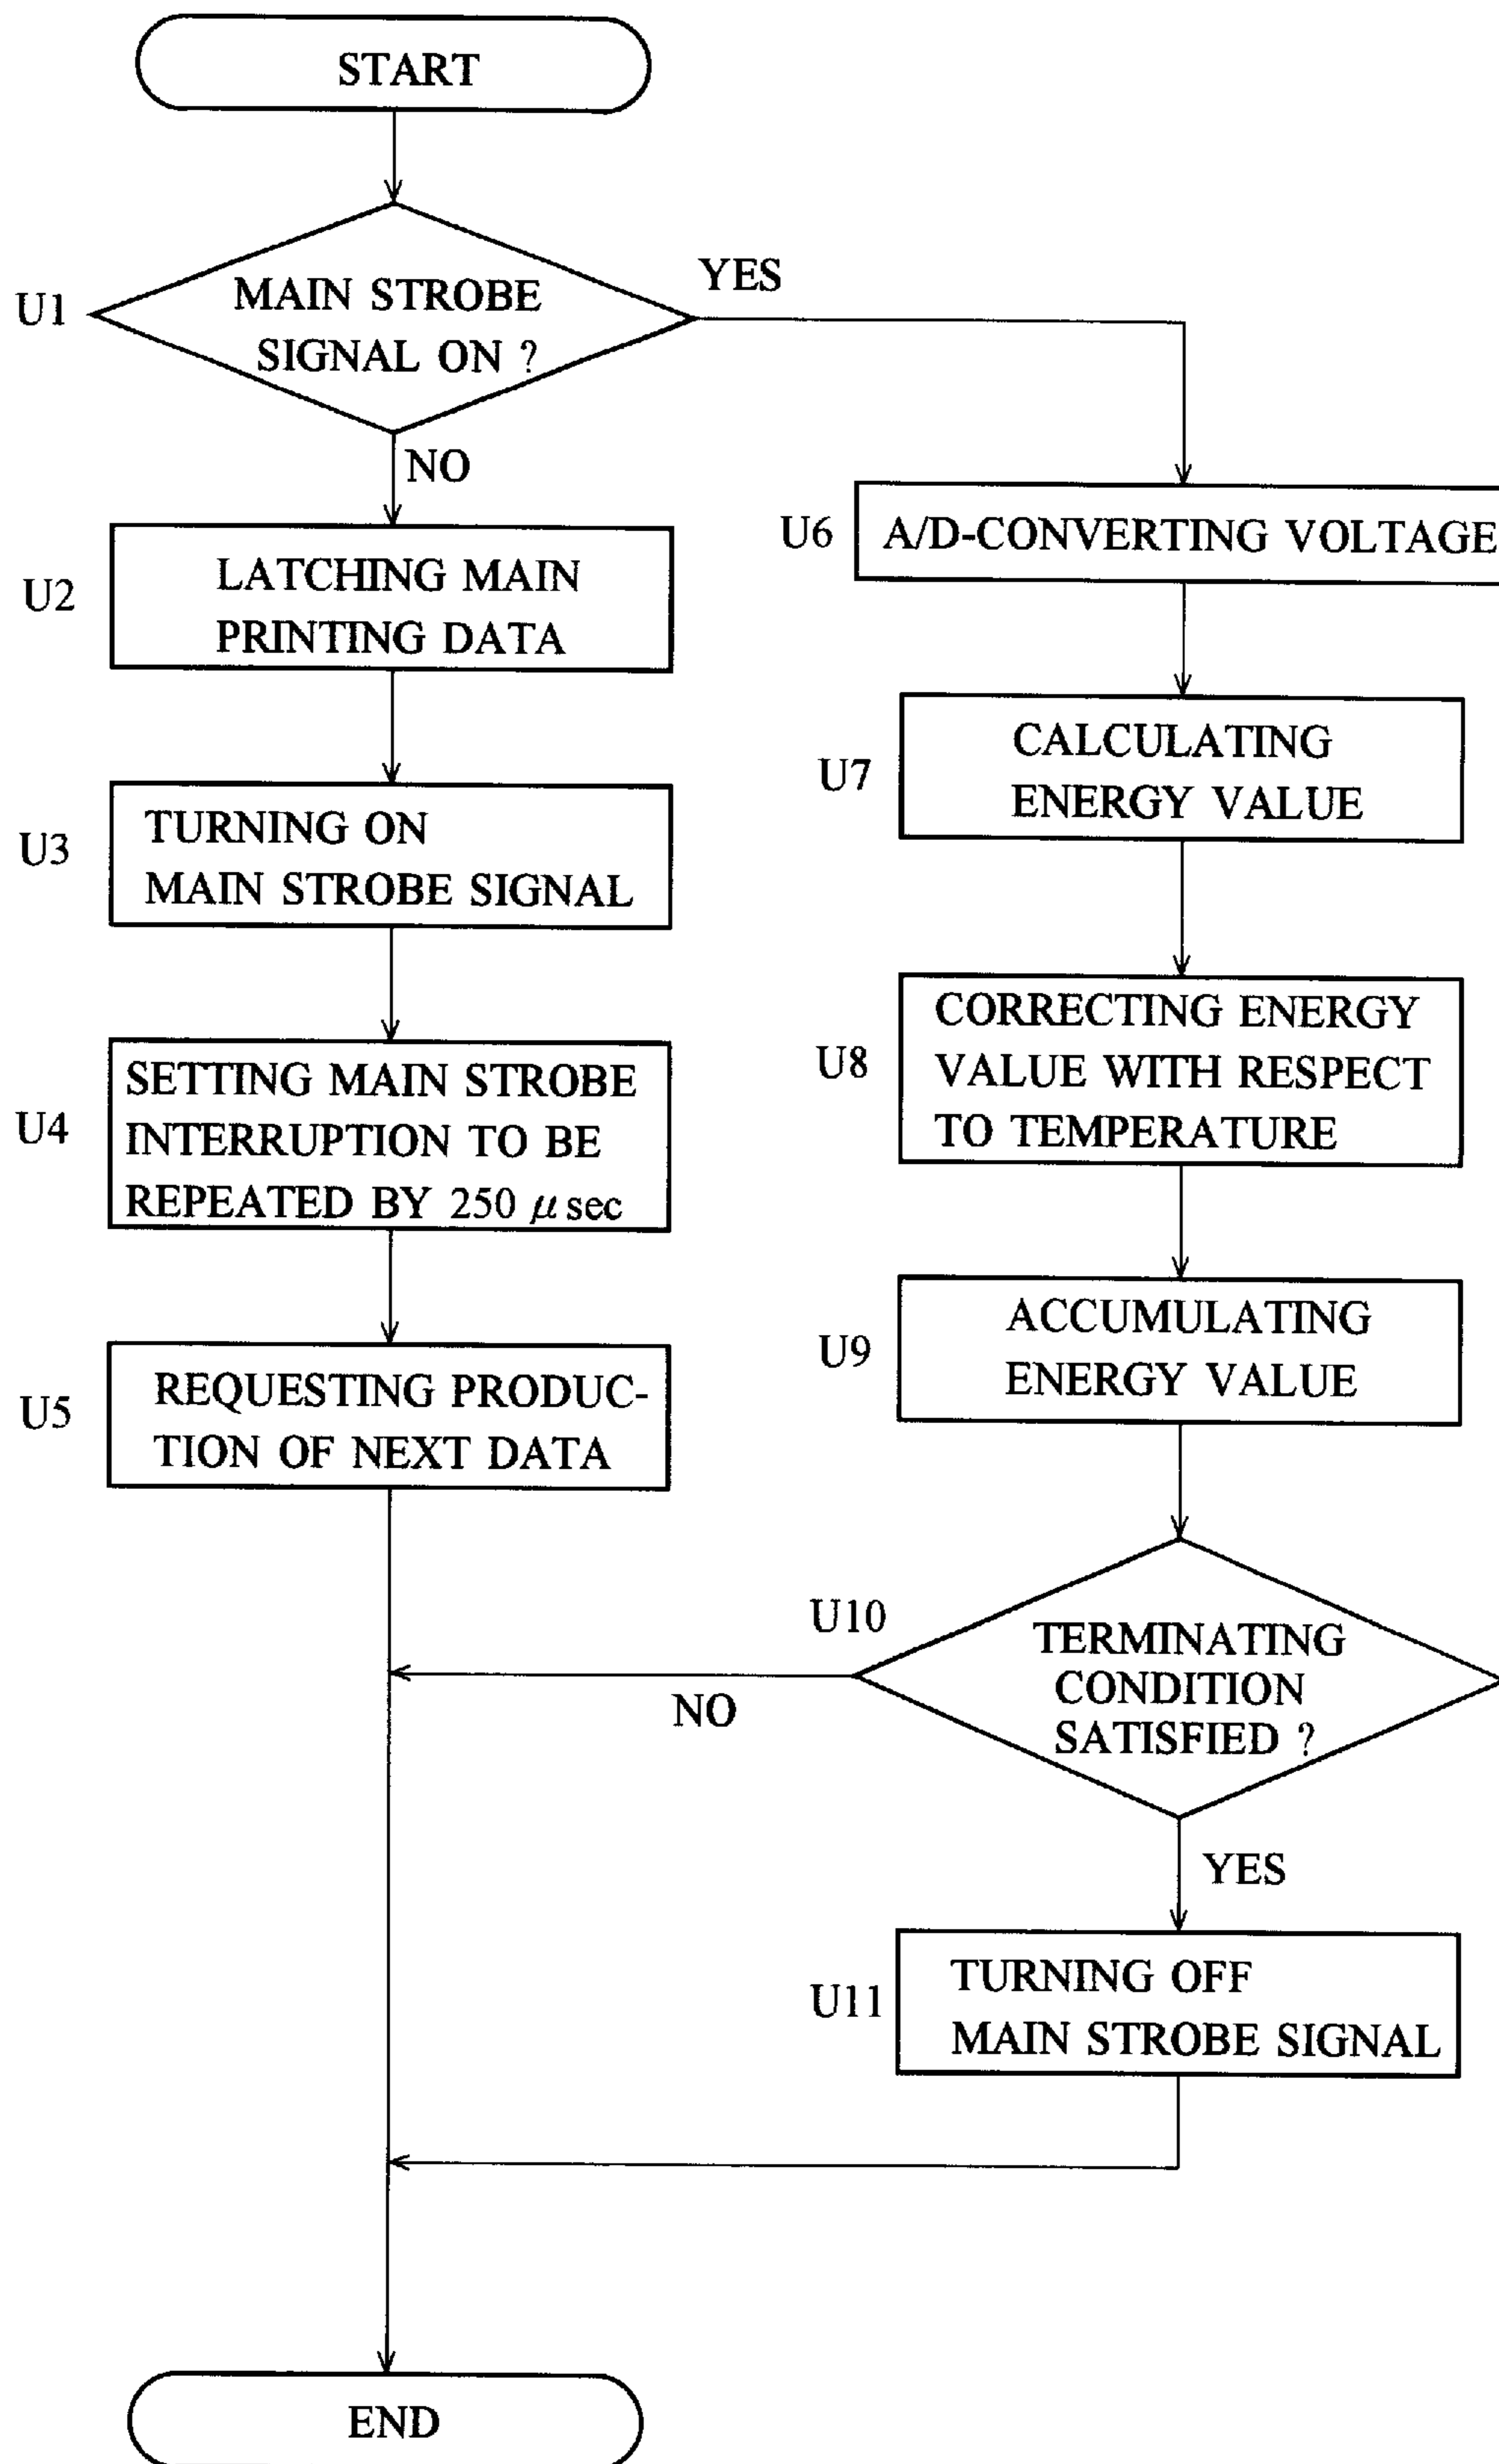 START
U1
MAIN STROBE
SIGNAL ON ?
YES
NO
U2
LATCHING MAIN
PRINTING DATA
U3
TURNING ON
MAIN STROBE SIGNAL
U4
SETTING MAIN STROBE
INTERRUPTION TO BE
REPEATED BY 250 μsec
U5
REQUESTING PRODUC-
TION OF NEXT DATA
U6
A/D-CONVERTING VOLTAGE
U7
CALCULATING
ENERGY VALUE
U8
CORRECTING ENERGY
VALUE WITH RESPECT
TO TEMPERATURE
U9
ACCUMULATING
ENERGY VALUE
U10
TERMINATING
CONDITION
SATISFIED ?
NO
YES
U11
TURNING OFF
MAIN STROBE SIGNAL
END